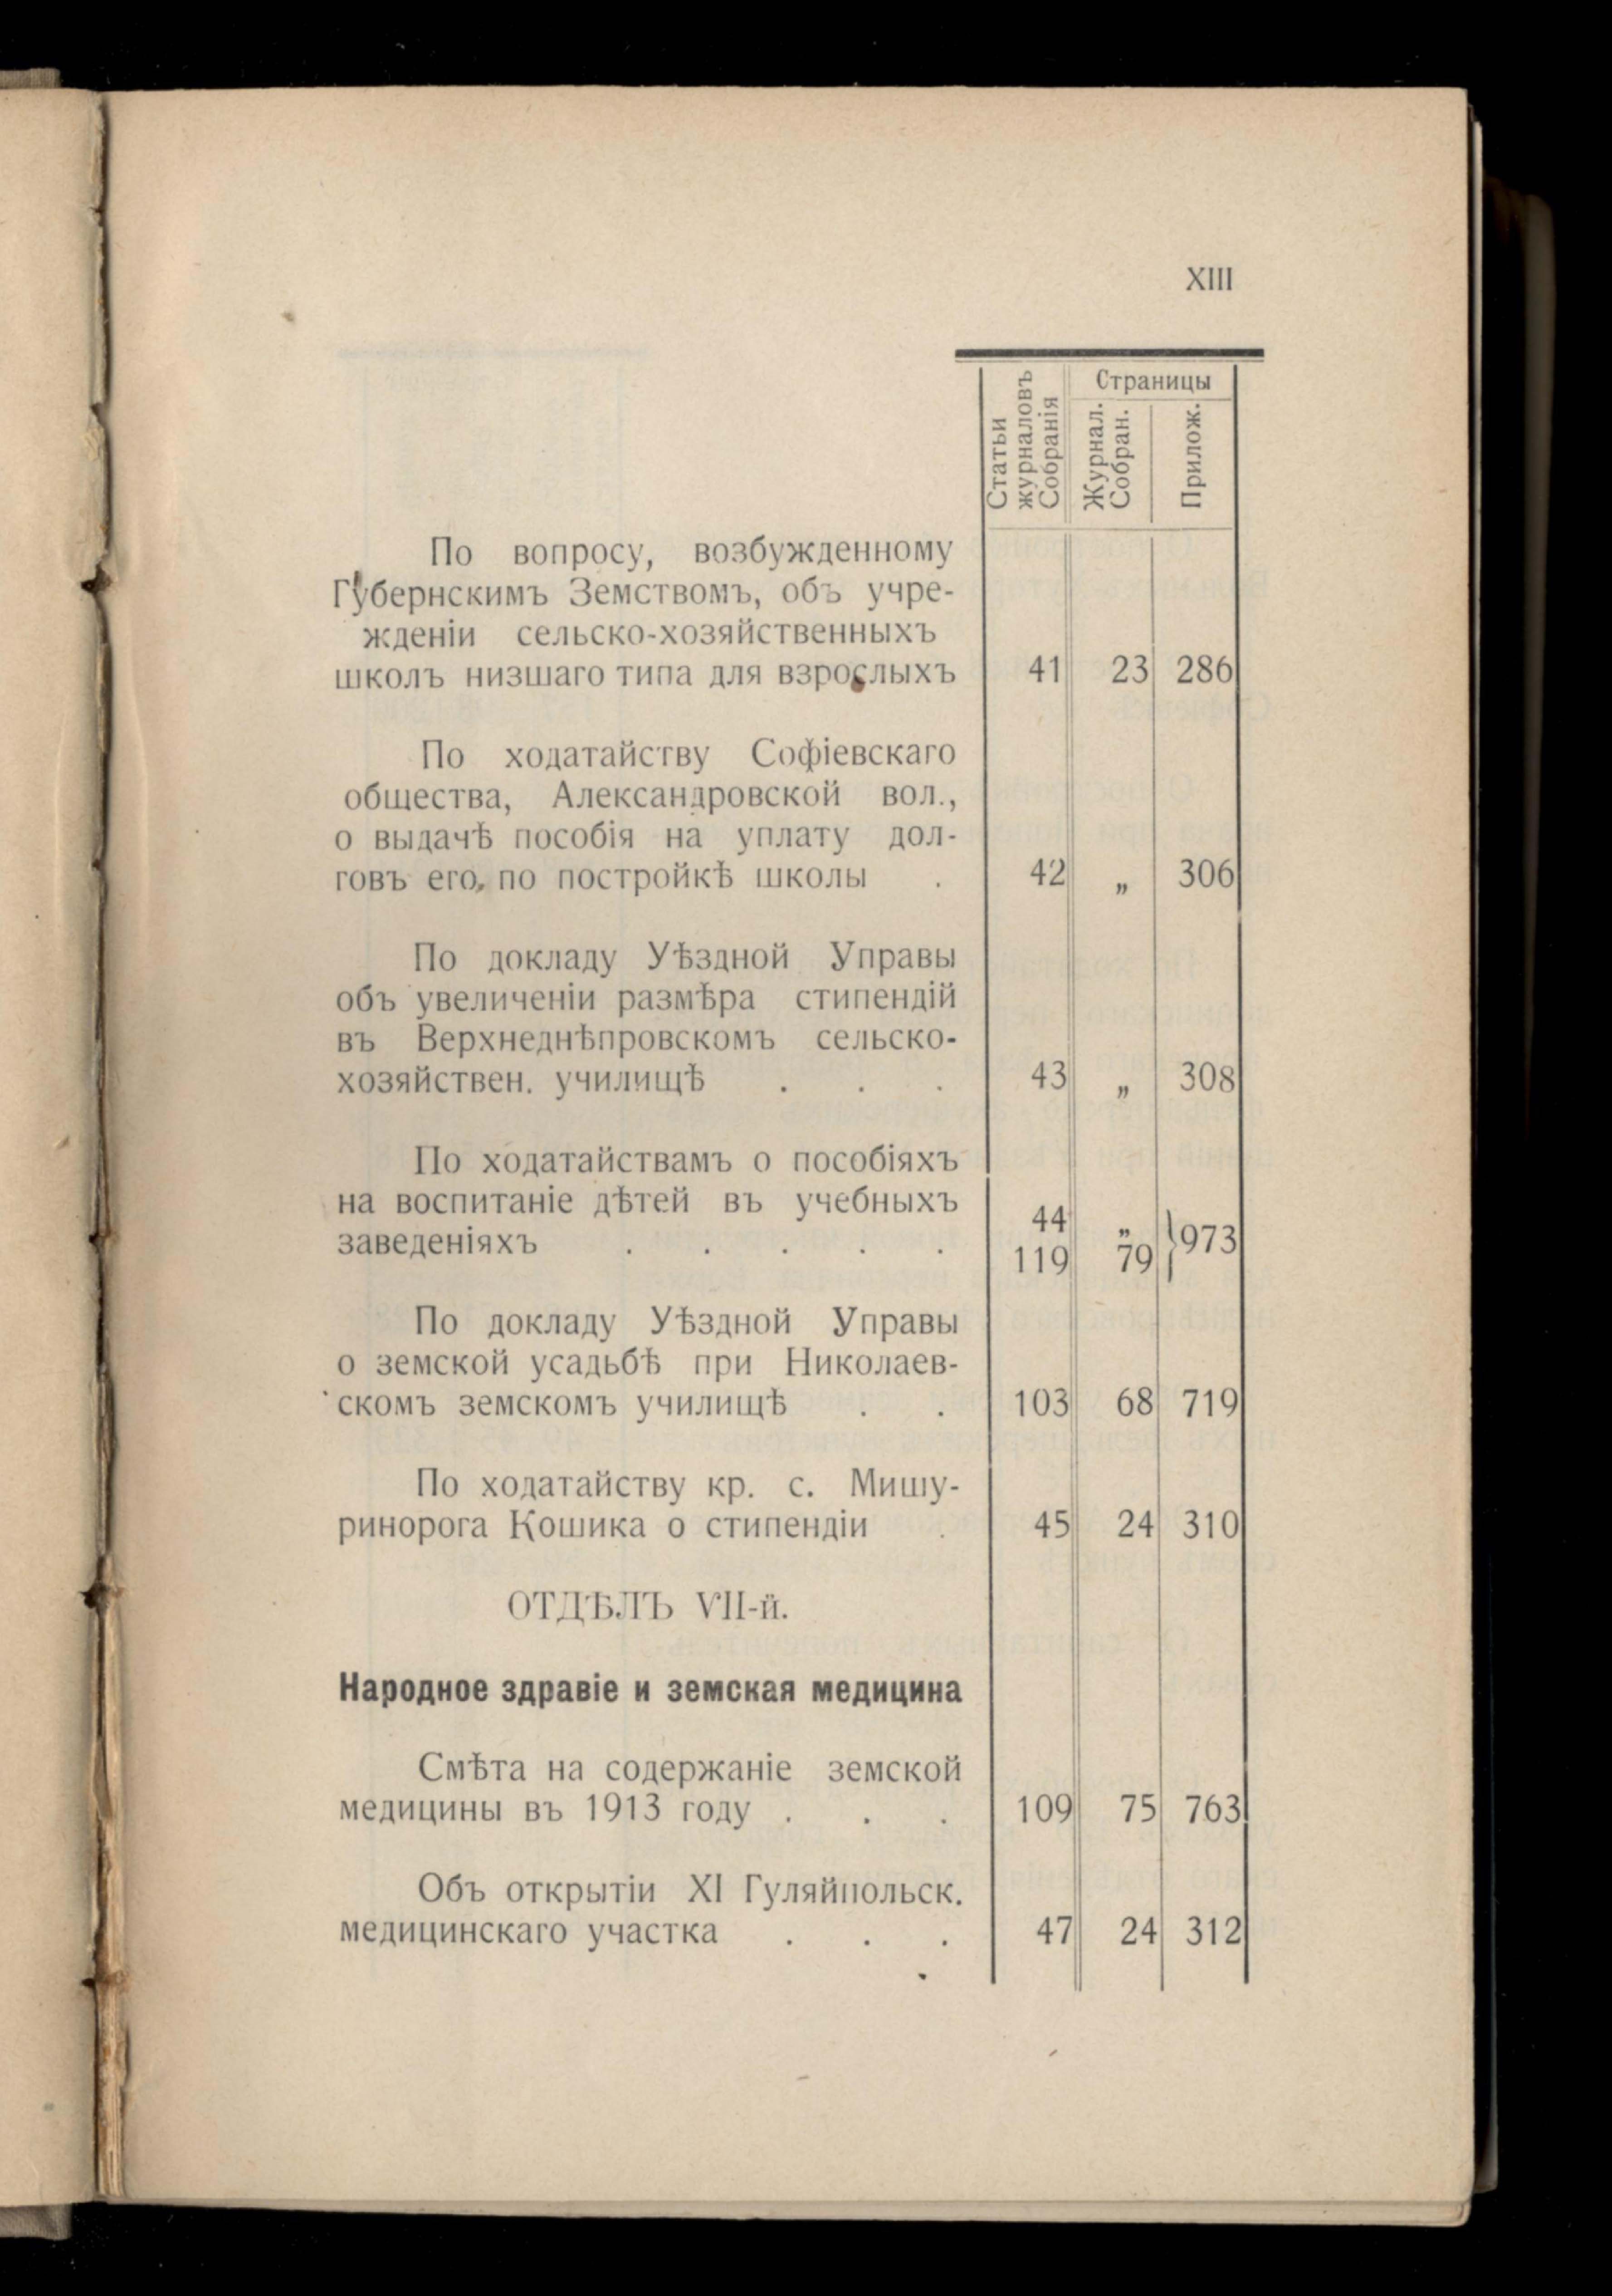 XIII
Статьи журналовъ Собранія
Страницы
Журнал. Собран.
Прилож.
По вопросу, возбужденному
Губернскимъ Земствомъ, объ учре-
жденіи сельско-хозяйственныхъ
школъ низшаго типа для взрослыхъ 41 23 286
По ходатайству Софіевскаго
общества, Александровской вол.,
о выдачѣ пособія на уплату дол-
говъ его, по постройкѣ школы . 42 „ 306
По докладу Уѣздной Управы
объ увеличеніи размѣра стипендій
въ Верхнеднѣпровскомъ сельско-
хозяйствен. училищѣ . . . 43 „ 308
По ходатайствамъ о пособіяхъ
на воспитаніе дѣтей въ учебныхъ
заведеніяхъ . . . . .
44 „ }973
119 79
По докладу Уѣздной Управы
о земской усадьбѣ при Николаев-
скомъ земскомъ училищѣ . . 103 68 719
По ходатайству кр. с. Мишу-
ринорога Кошика о стипендіи . 45 24 310
ОТДѢЛЪ VII-й.
Народное здравіе и земская медицина
Смѣта на содержаніе земской
медицины въ 1913 году . . . 109 75 763
Объ открытіи XI Гуляйпольск.
медицинскаго участка . . . 47 24 312